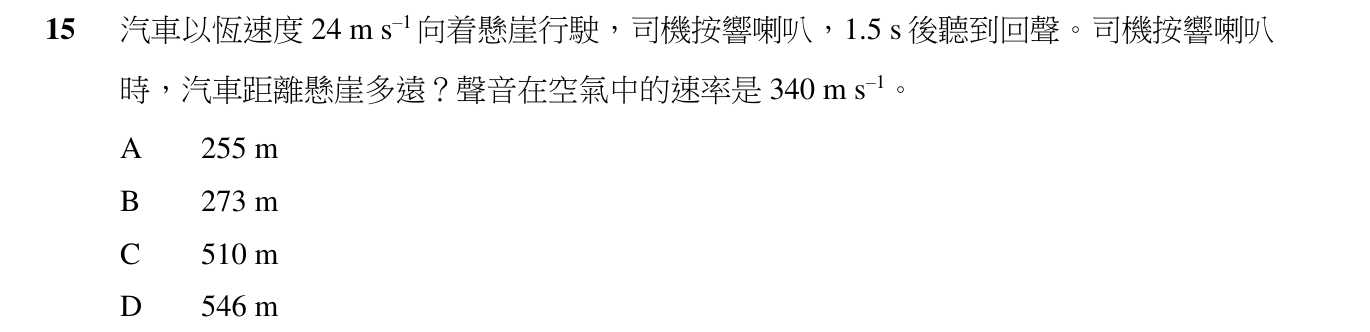 15 汽車以恆速度 24 m s⁻¹ 向着懸崖行駛，司機按響喇叭，1.5 s 後聽到回聲。司機按響喇叭
時，汽車距離懸崖多遠？聲音在空氣中的速率是 340 m s⁻¹。
A 255 m
B 273 m
C 510 m
D 546 m